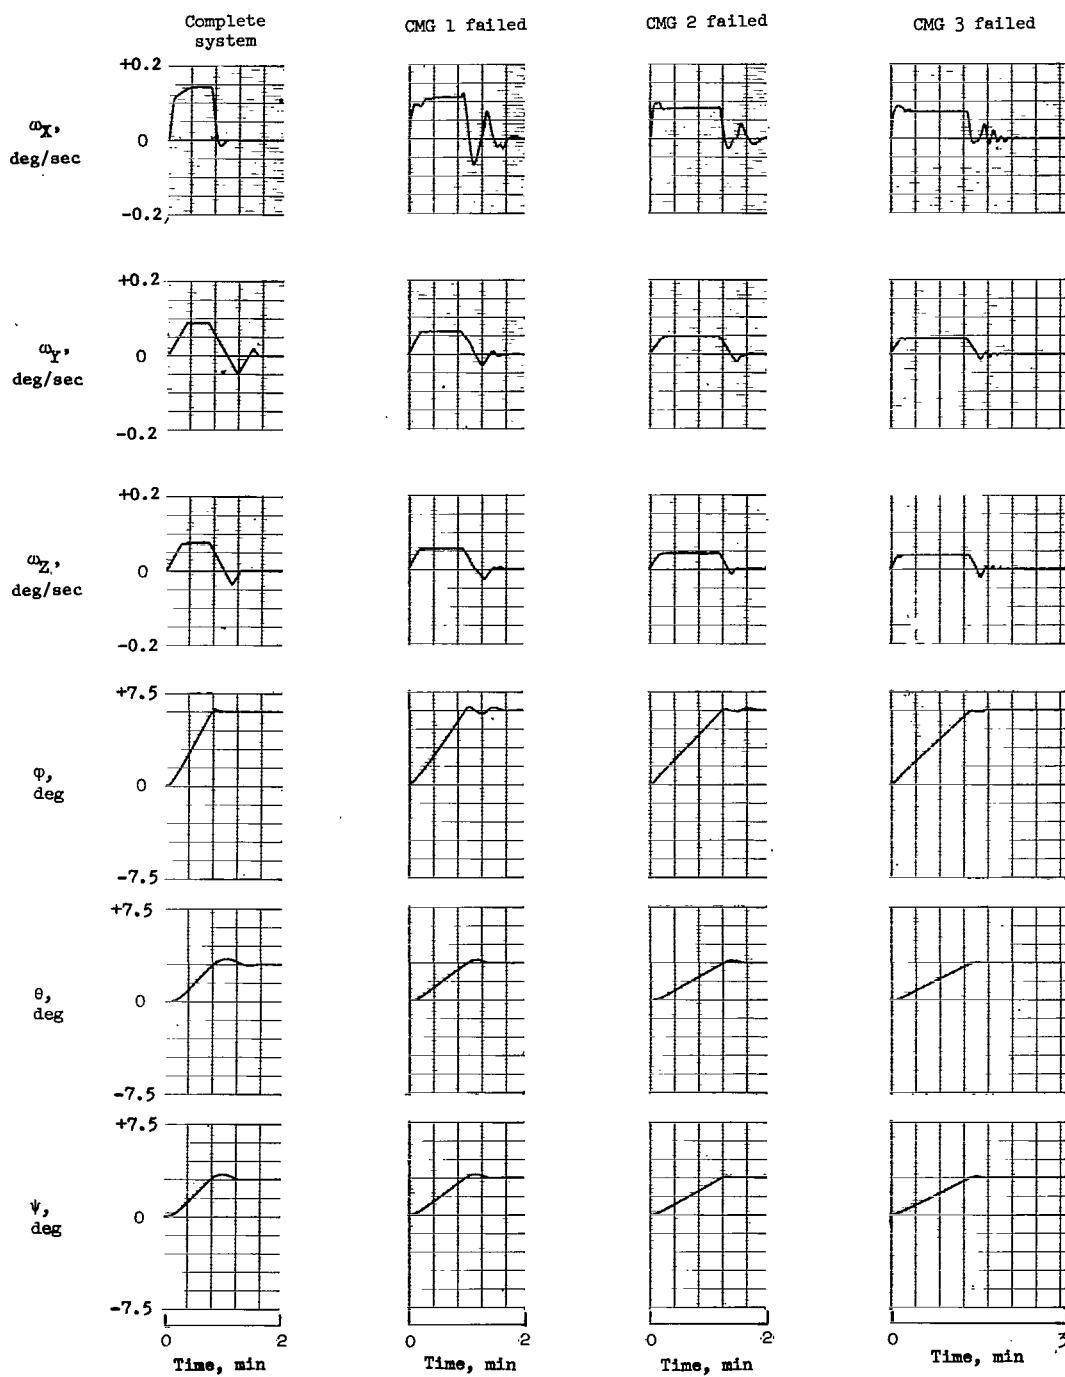 Complete system
CMG 1 failed
CMG 2 failed
CMG 3 failed
+0.2
ωX,
deg/sec
0
-0.2
+0.2
ωY,
deg/sec
0
-0.2
+0.2
ωZ,
deg/sec
0
-0.2
+7.5
φ,
deg
0
-7.5
+7.5
θ,
deg
0
-7.5
+7.5
ψ,
deg
0
-7.5
0 2
0 2
0 2
0 3
Time, min
Time, min
Time, min
Time, min